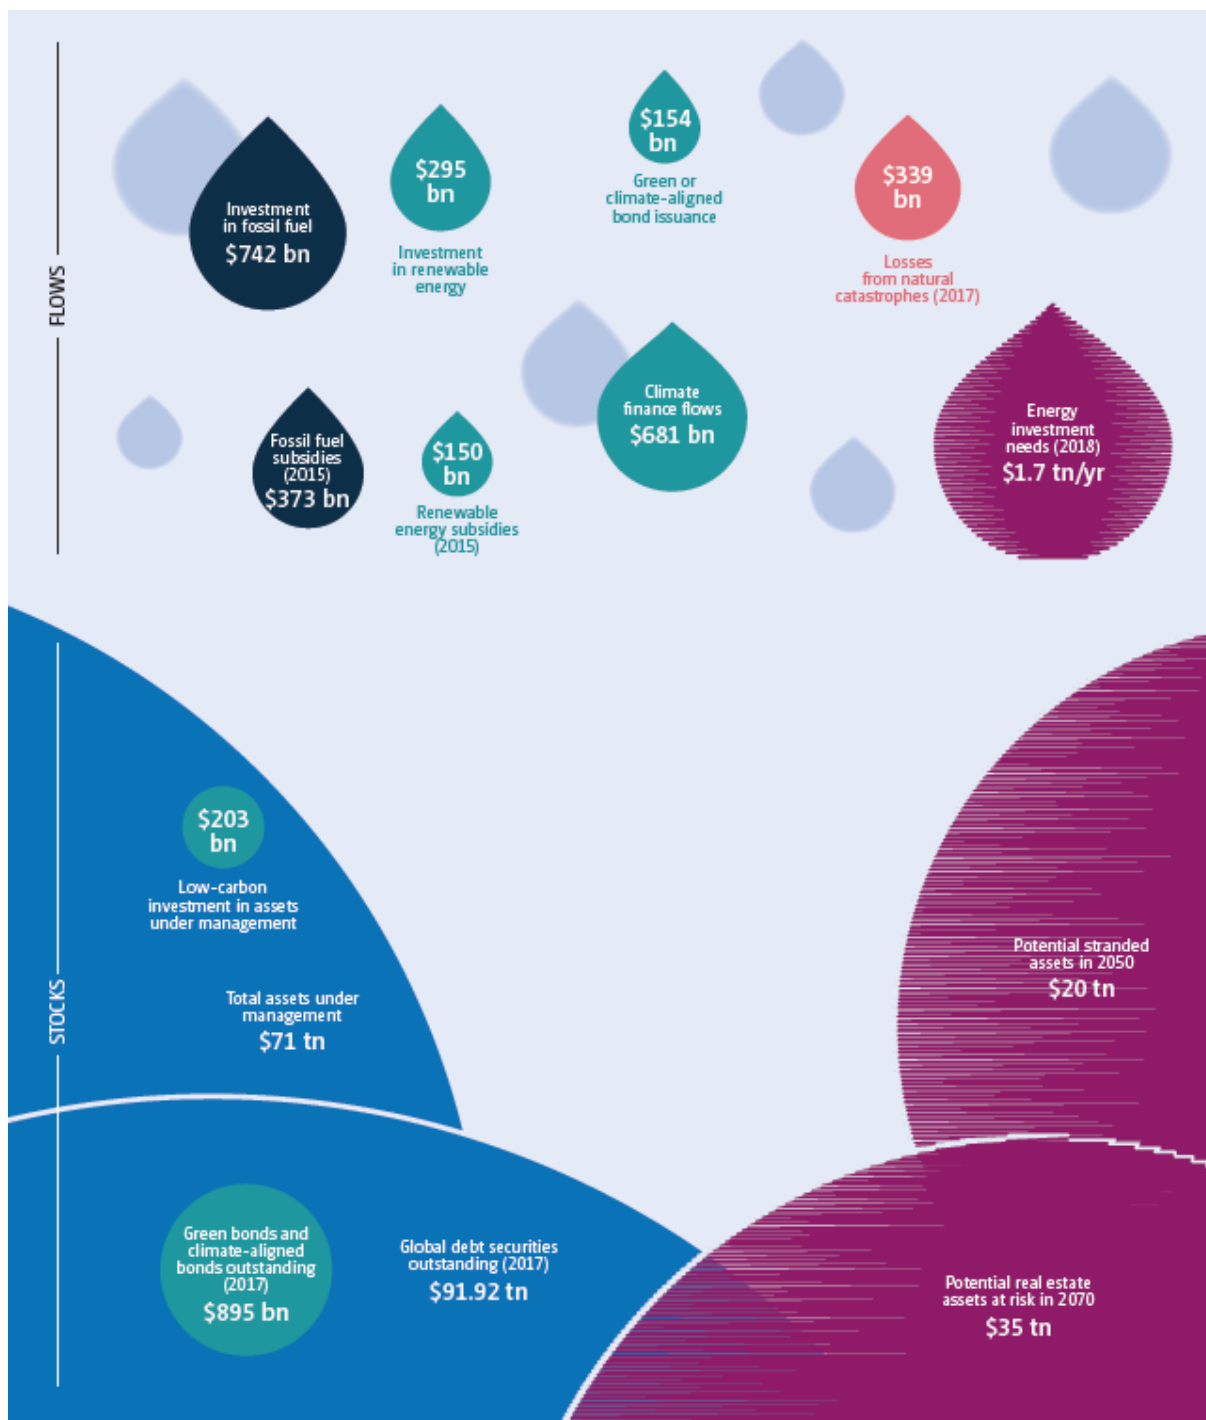 FLOWS
Investment
in fossil fuel
$742 bn
$295
bn
Investment
in renewable
energy
$154
bn
Green or
climate-aligned
bond issuance
$339
bn
Losses
from natural
catastrophes (2017)
Fossil fuel
subsidies
(2015)
$373 bn
$150
bn
Renewable
energy subsidies
(2015)
Climate
finance flows
$681 bn
Energy
investment
needs (2018)
$1.7 tn/yr
STOCKS
$203
bn
Low-carbon
investment in assets
under management
Total assets under
management
$71 tn
Potential stranded
assets in 2050
$20 tn
Green bonds and
climate-aligned
bonds outstanding
(2017)
$895 bn
Global debt securities
outstanding (2017)
$91.92 tn
Potential real estate
assets at risk in 2070
$35 tn